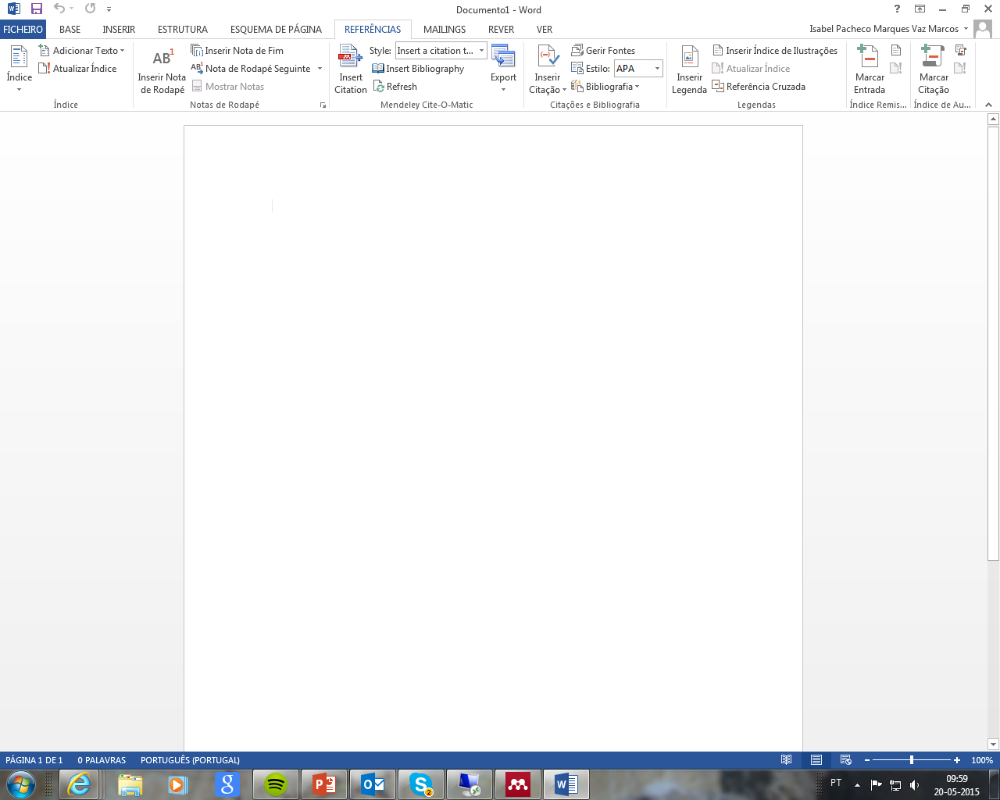 Documento1 - Word
FICHEIRO BASE INSERIR ESTRUTURA ESQUEMA DE PÁGINA REFERÊNCIAS MAILINGS REVER VER Isabel Pacheco Marques Vaz Marcos
Índice
Adicionar Texto
Atualizar Índice
Índice
AB1
Inserir Nota
de Rodapé
Inserir Nota de Fim
Nota de Rodapé Seguinte
Mostrar Notas
Notas de Rodapé
Insert
Citation
Style: Insert a citation t...
Insert Bibliography
Refresh
Export
Mendeley Cite-O-Matic
Inserir
Citação
Gerir Fontes
Estilo: APA
Bibliografia
Citações e Bibliografia
Inserir
Legenda
Inserir Índice de Ilustrações
Atualizar Índice
Referência Cruzada
Legendas
Marcar
Entrada
Índice Remis...
Marcar
Citação
Índice de Au...
PÁGINA 1 DE 1 0 PALAVRAS PORTUGUÊS (PORTUGAL) 100%
PT 09:59
20-05-2015